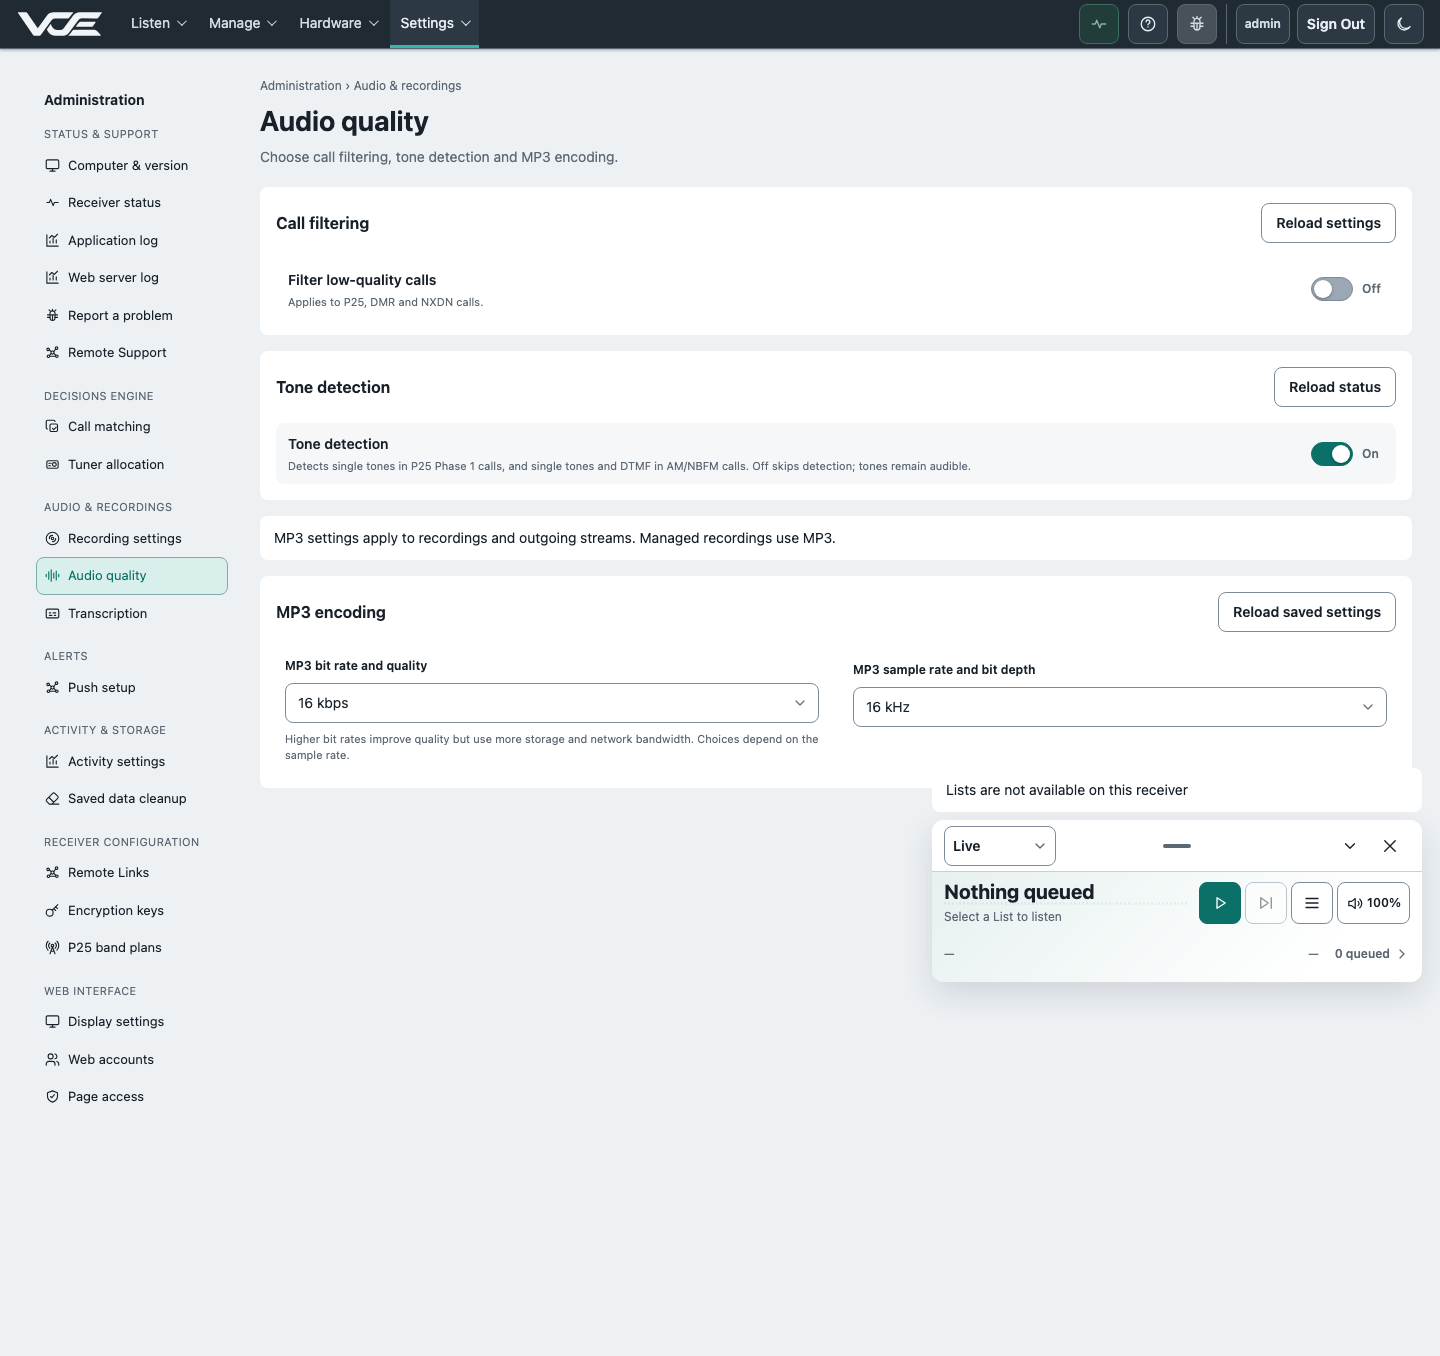 VCE
Listen
Manage
Hardware
Settings
admin
Sign Out
Administration
STATUS & SUPPORT
Computer & version
Receiver status
Application log
Web server log
Report a problem
Remote Support
DECISIONS ENGINE
Call matching
Tuner allocation
AUDIO & RECORDINGS
Recording settings
Audio quality
Transcription
ALERTS
Push setup
ACTIVITY & STORAGE
Activity settings
Saved data cleanup
RECEIVER CONFIGURATION
Remote Links
Encryption keys
P25 band plans
WEB INTERFACE
Display settings
Web accounts
Page access
Administration › Audio & recordings
Audio quality
Choose call filtering, tone detection and MP3 encoding.
Call filtering
Reload settings
Filter low-quality calls
Applies to P25, DMR and NXDN calls.
Off
Tone detection
Reload status
Tone detection
Detects single tones in P25 Phase 1 calls, and single tones and DTMF in AM/NBFM calls. Off skips detection; tones remain audible.
On
MP3 settings apply to recordings and outgoing streams. Managed recordings use MP3.
MP3 encoding
Reload saved settings
MP3 bit rate and quality
16 kbps
Higher bit rates improve quality but use more storage and network bandwidth. Choices depend on the
sample rate.
MP3 sample rate and bit depth
16 kHz
Lists are not available on this receiver
Live
Nothing queued
Select a List to listen
100%
—
— 0 queued